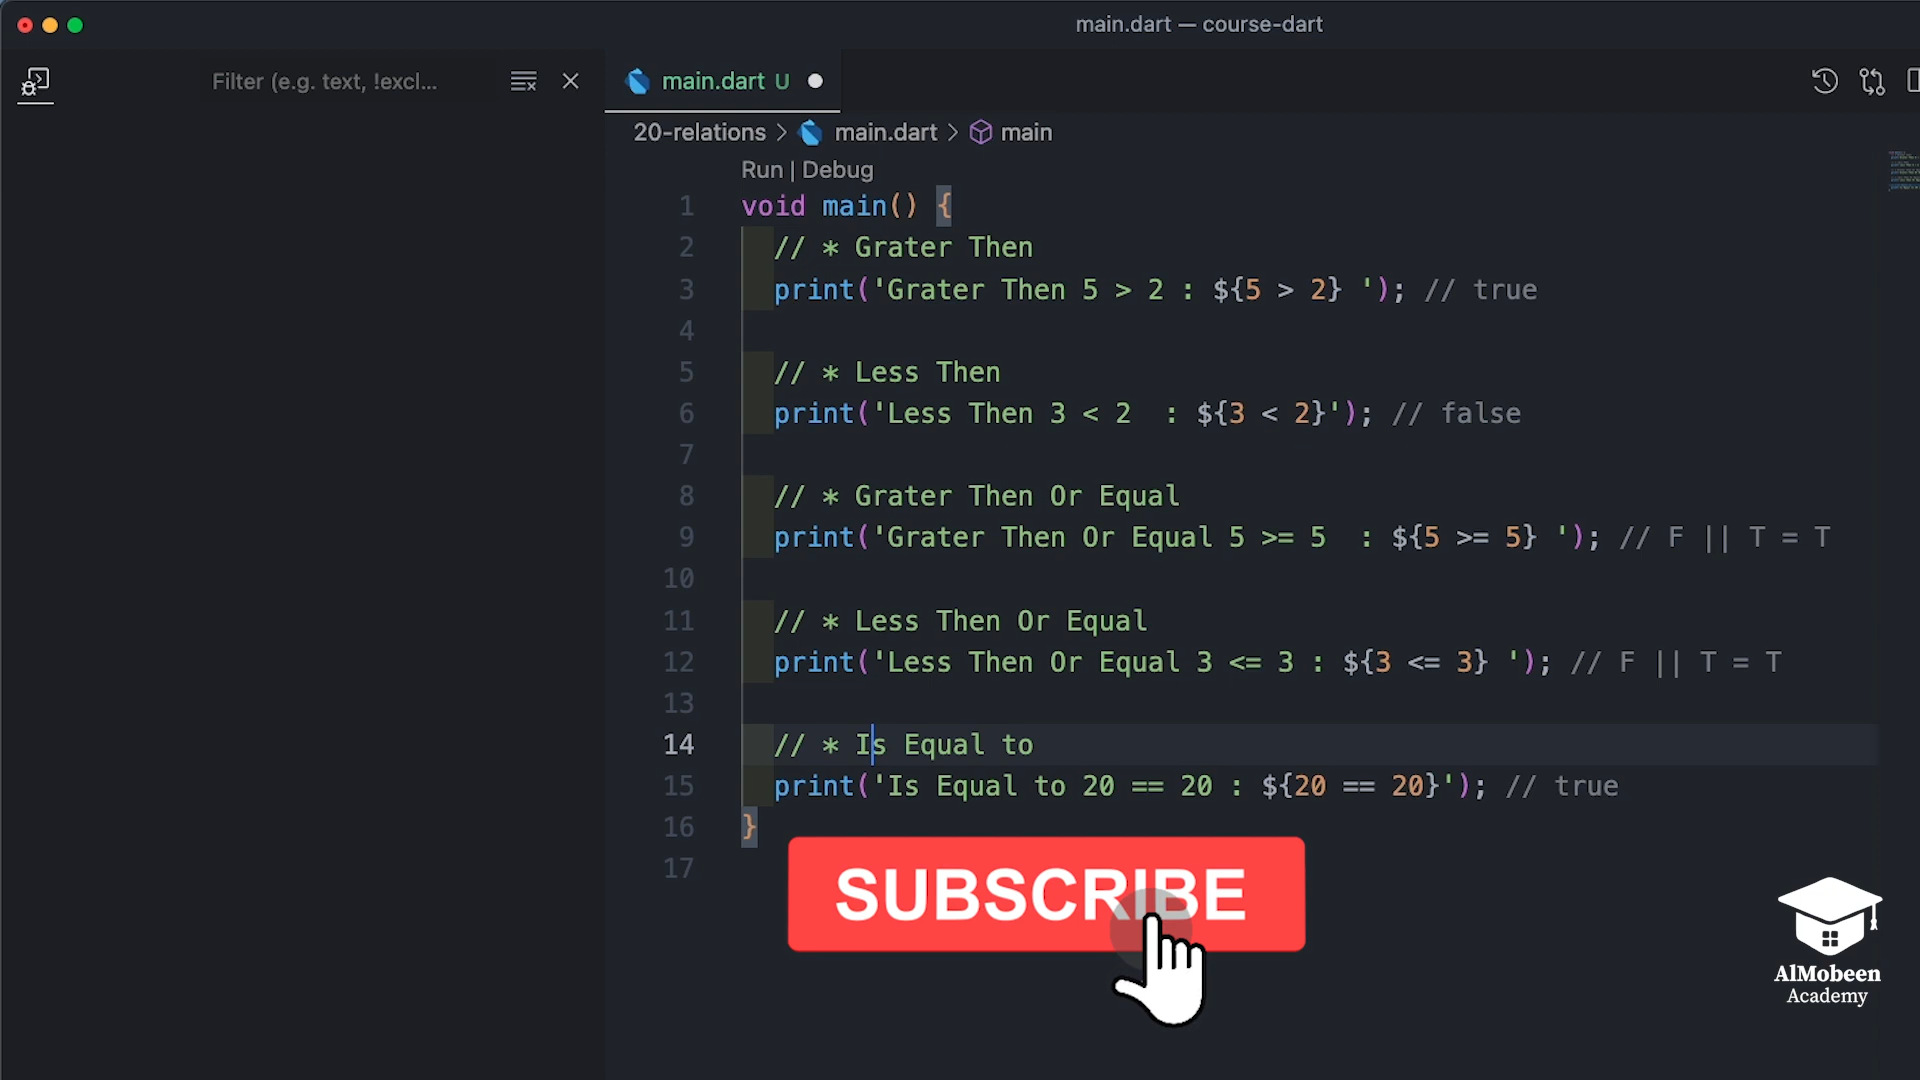 main.dart — course-dart
Filter (e.g. text, !excl...
main.dart U
20-relations > main.dart > main
Run | Debug
1 void main() {
2 // * Grater Then
3 print('Grater Then 5 > 2 : ${5 > 2} '); // true
4
5 // * Less Then
6 print('Less Then 3 < 2  : ${3 < 2}'); // false
7
8 // * Grater Then Or Equal
9 print('Grater Then Or Equal 5 >= 5  : ${5 >= 5} '); // F || T = T
10
11 // * Less Then Or Equal
12 print('Less Then Or Equal 3 <= 3 : ${3 <= 3} '); // F || T = T
13
14 // * Is Equal to
15 print('Is Equal to 20 == 20 : ${20 == 20}'); // true
16 }
17
SUBSCRIBE
AlMobeen
Academy